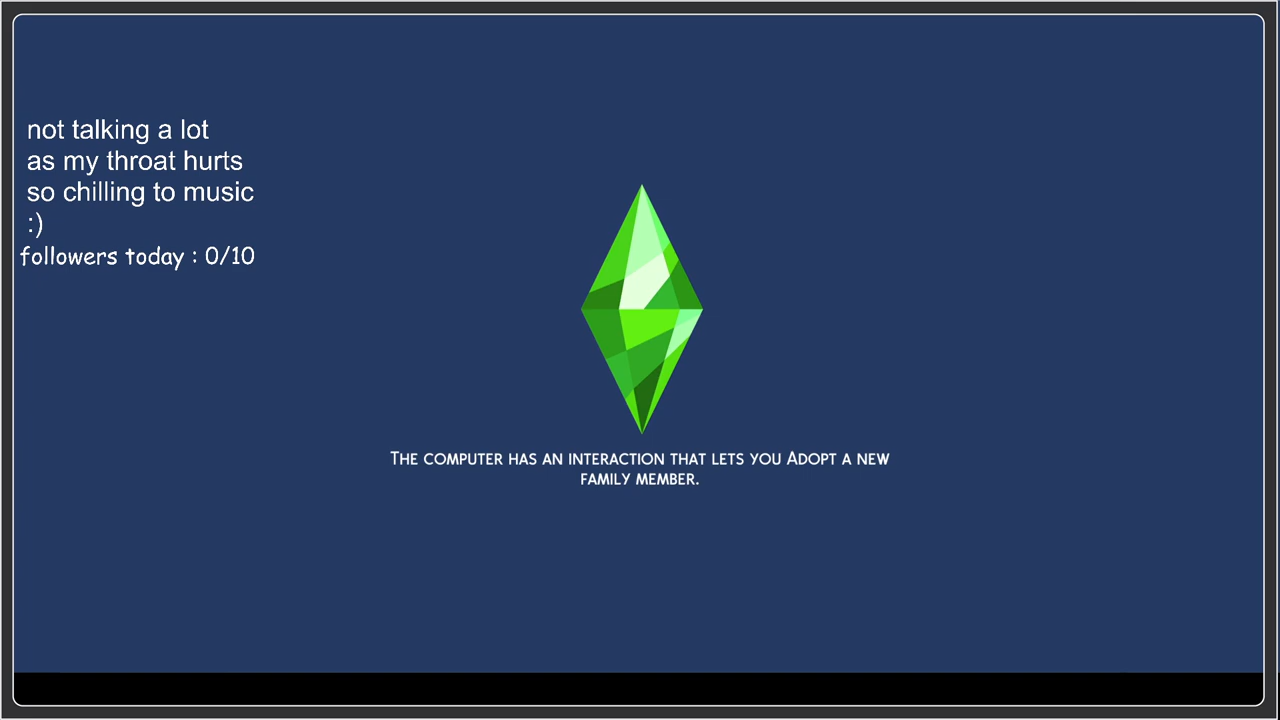 not talking a lot
as my throat hurts
so chilling to music
:)
followers today : 0/10
The computer has an interaction that lets you Adopt a new
family member.